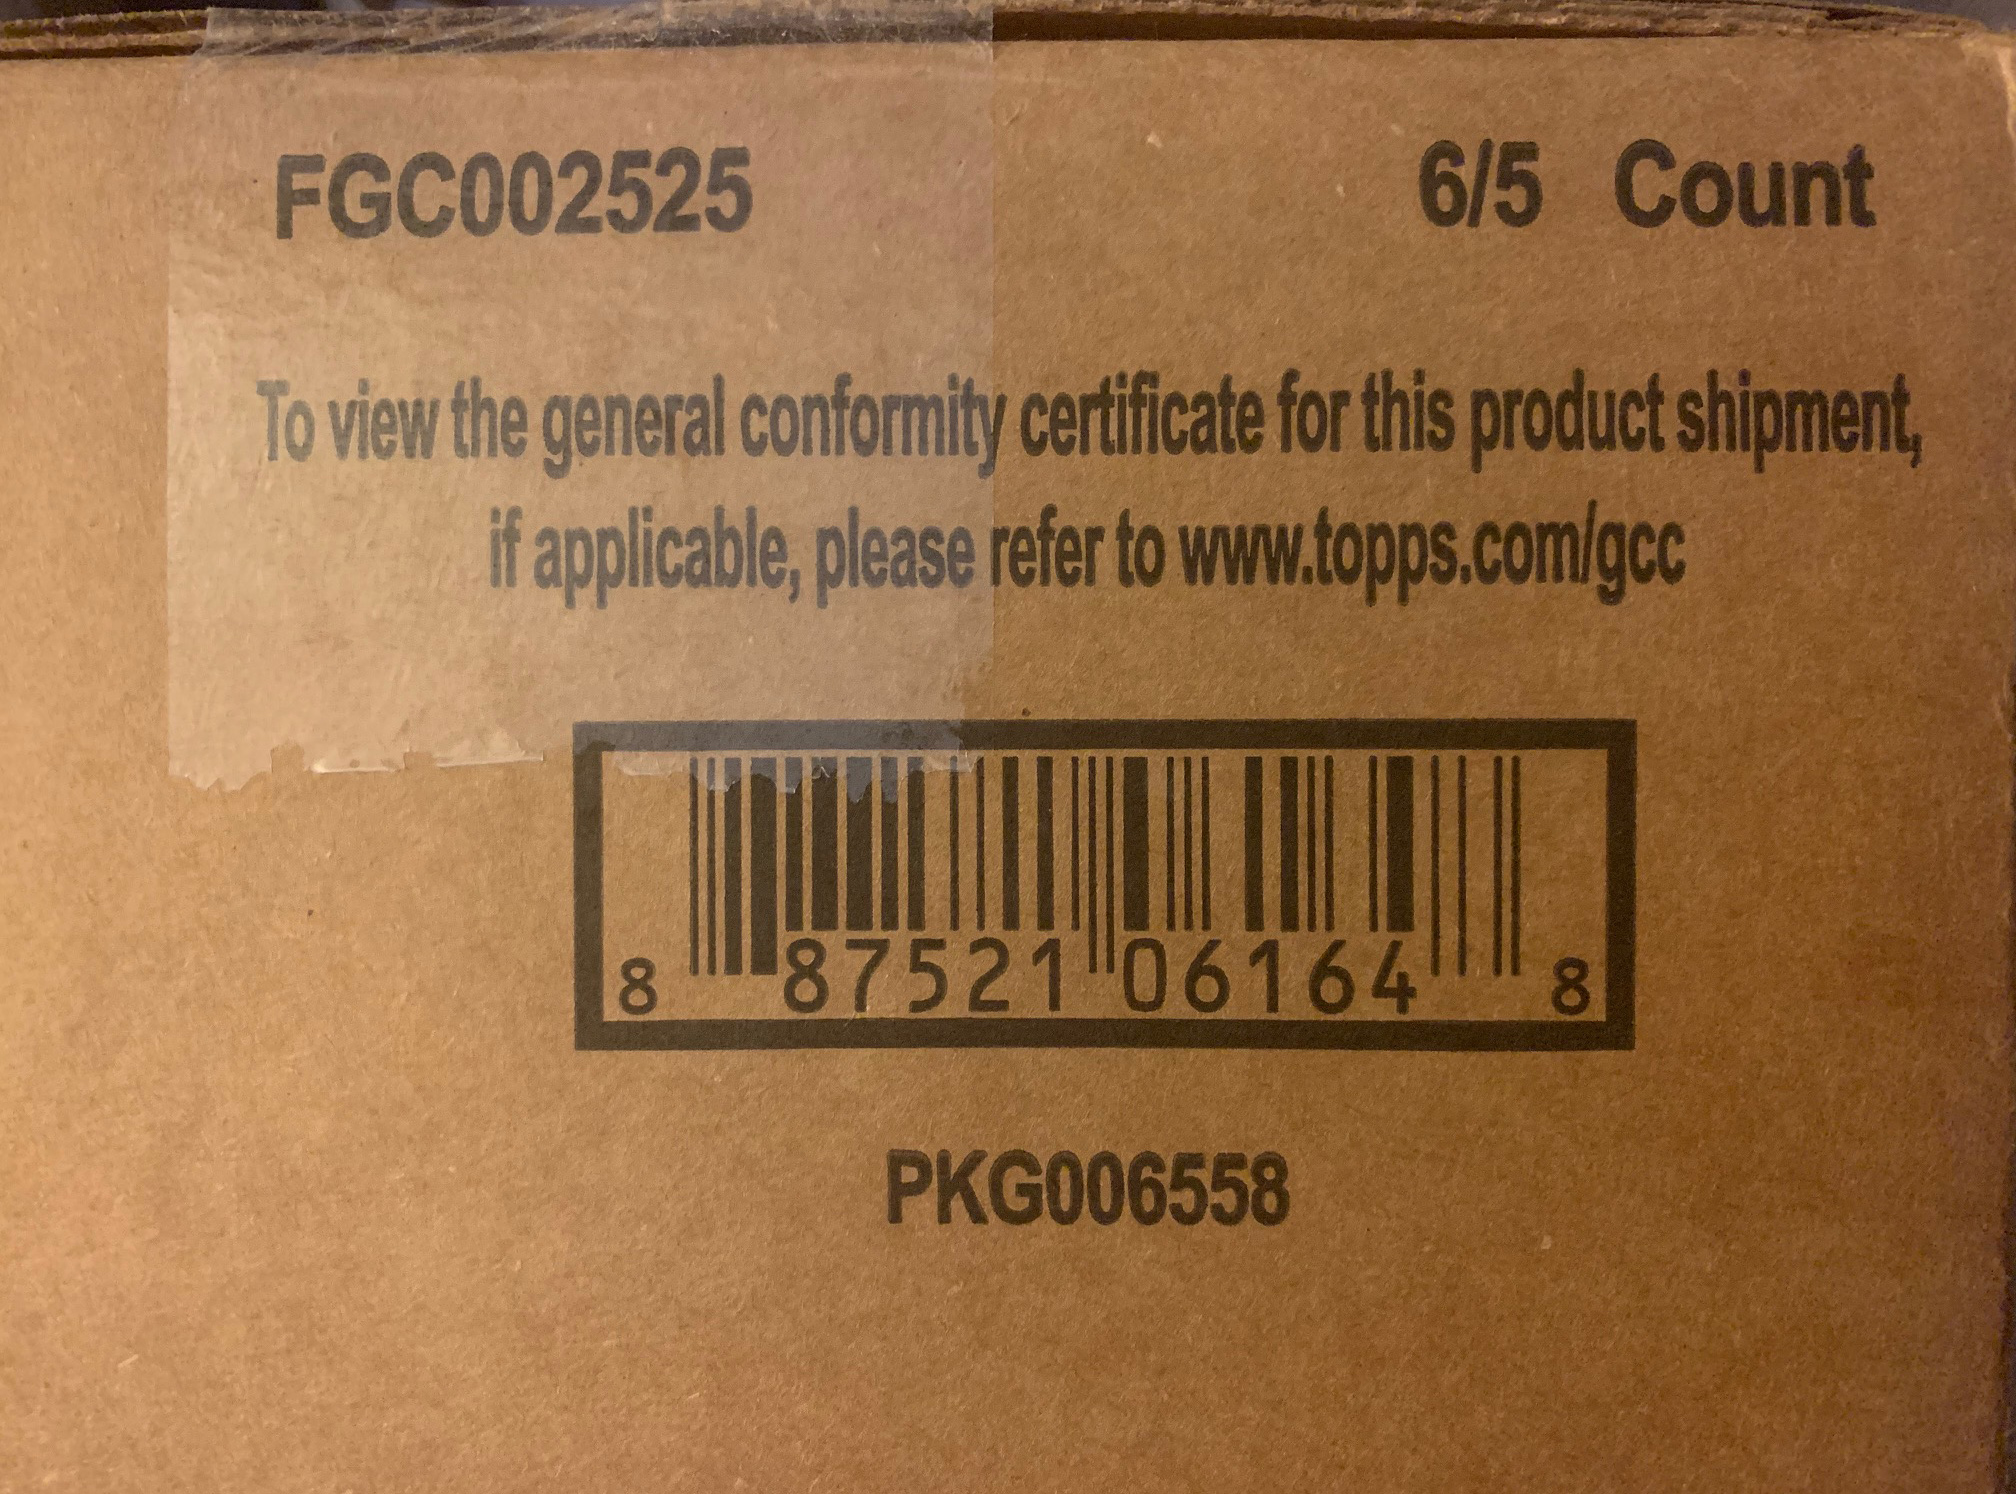 FGC002525 6/5 Count
To view the general conformity certificate for this product shipment,
if applicable, please refer to www.topps.com/gcc
8 87521 06164 8
PKG006558